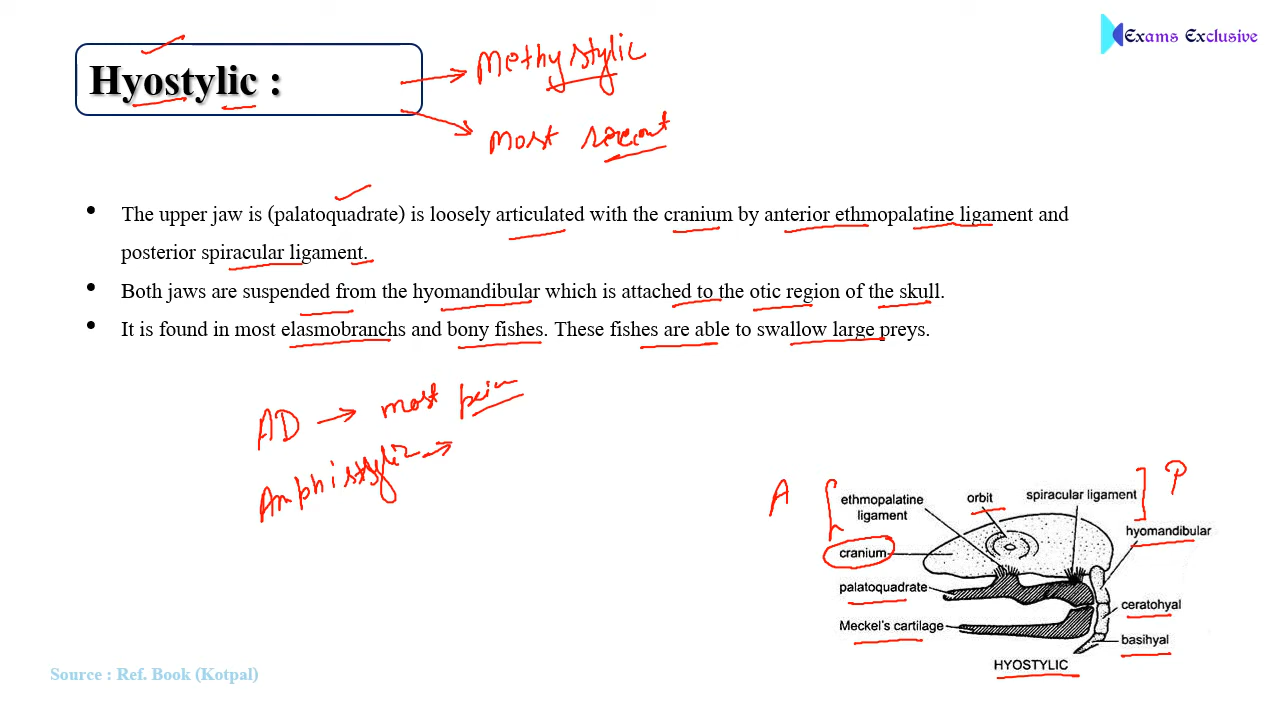 Exams Exclusive
Hyostylic :
Methystylic
most recent
• The upper jaw is (palatoquadrate) is loosely articulated with the cranium by anterior ethmopalatine ligament and
posterior spiracular ligament.
• Both jaws are suspended from the hyomandibular which is attached to the otic region of the skull.
• It is found in most elasmobranchs and bony fishes. These fishes are able to swallow large preys.
AD → most
Amphistylic →
A
P
ethmopalatine
ligament
orbit
spiracular ligament
hyomandibular
cranium
palatoquadrate
ceratohyal
Meckel's cartilage
basihyal
HYOSTYLIC
Source : Ref. Book (Kotpal)